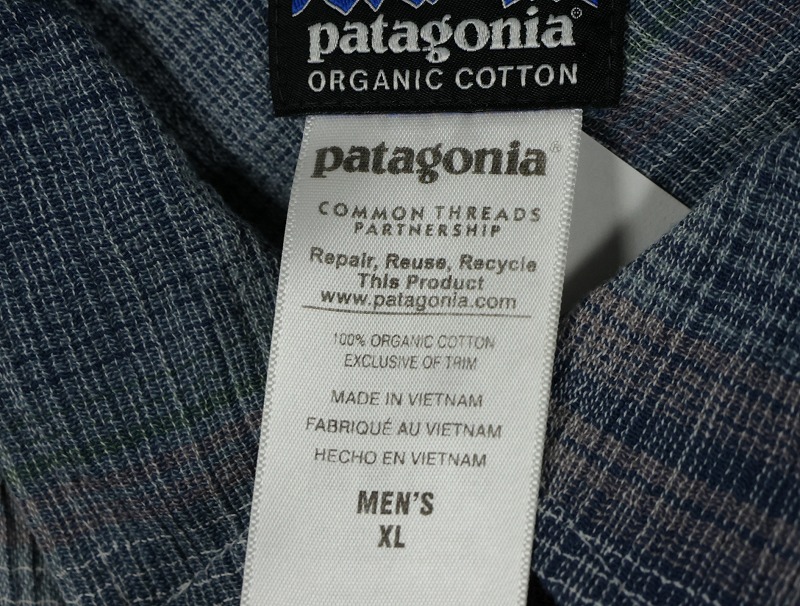 patagonia®
ORGANIC COTTON
patagonia®
COMMON THREADS
PARTNERSHIP
Repair, Reuse, Recycle
This Product
www.patagonia.com
100% ORGANIC COTTON
EXCLUSIVE OF TRIM
MADE IN VIETNAM
FABRIQUÉ AU VIETNAM
HECHO EN VIETNAM
MEN'S
XL